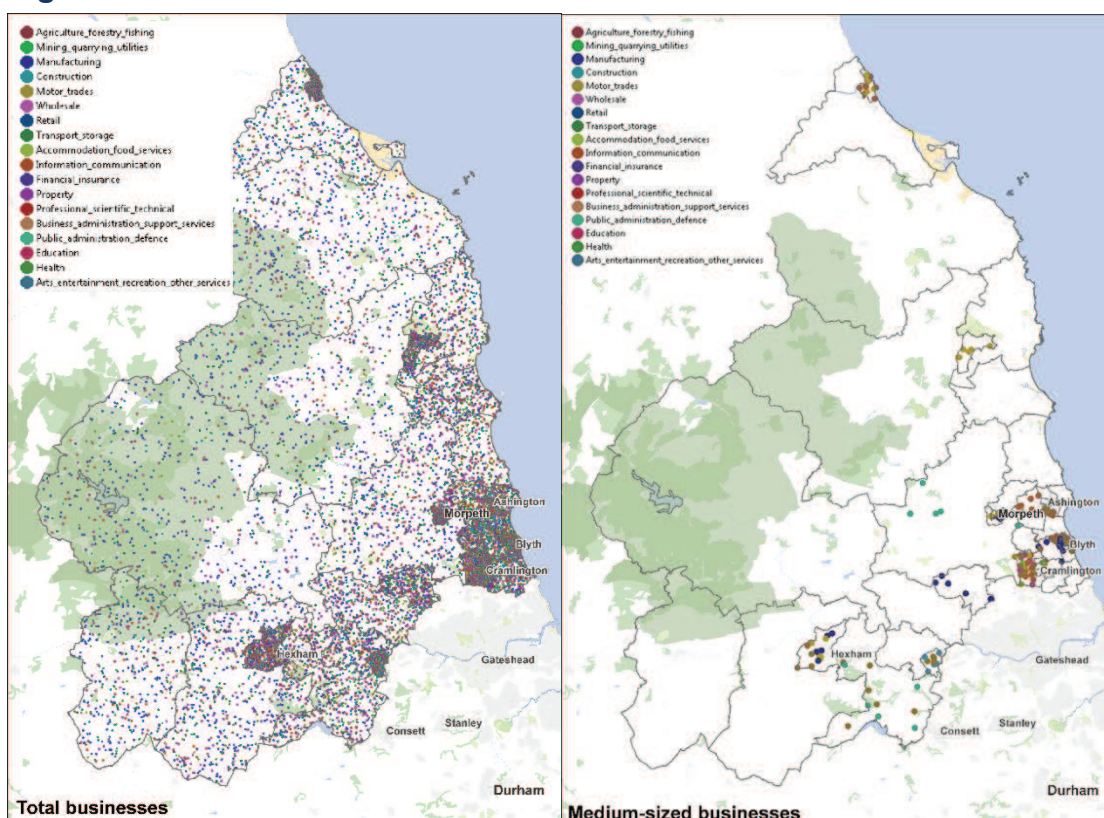 Agriculture_forestry_fishing
Mining_quarrying_utilities
Manufacturing
Construction
Motor_trades
Wholesale
Retail
Transport_storage
Accommodation_food_services
Information_communication
Financial_insurance
Property
Professional_scientific_technical
Business_administration_support_services
Public_administration_defence
Education
Health
Arts_entertainment_recreation_other_services
Ashington
Morpeth
Blyth
Cramlington
Hexham
Gateshead
Stanley
Consett
Durham
Total businesses
Agriculture_forestry_fishing
Mining_quarrying_utilities
Manufacturing
Construction
Motor_trades
Wholesale
Retail
Transport_storage
Accommodation_food_services
Information_communication
Financial_insurance
Property
Professional_scientific_technical
Business_administration_support_services
Public_administration_defence
Education
Health
Arts_entertainment_recreation_other_services
Ashington
Morpeth
Blyth
Cramlington
Hexham
Gateshead
Stanley
Consett
Durham
Medium-sized businesses